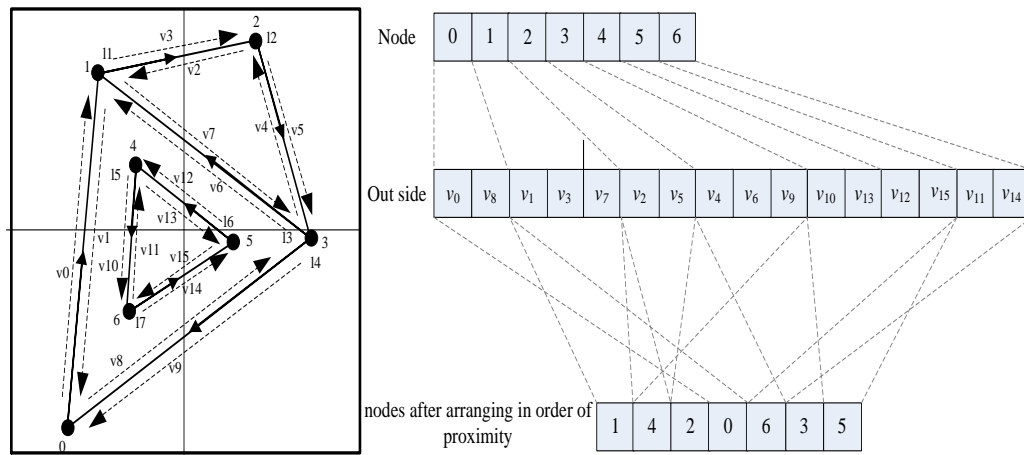 v3
2
l1
l2
1
v2
v4
v5
v7
4
v6
v12
l5
v13
l6
v1
5
l3
3
v0
v10
v11
v15
l4
v14
6
l7
v8
v9
0
Node 0 1 2 3 4 5 6
Out side v0 v8 v1 v3 v7 v2 v5 v4 v6 v9 v10 v13 v12 v15 v11 v14
nodes after arranging in order of
proximity
1 4 2 0 6 3 5